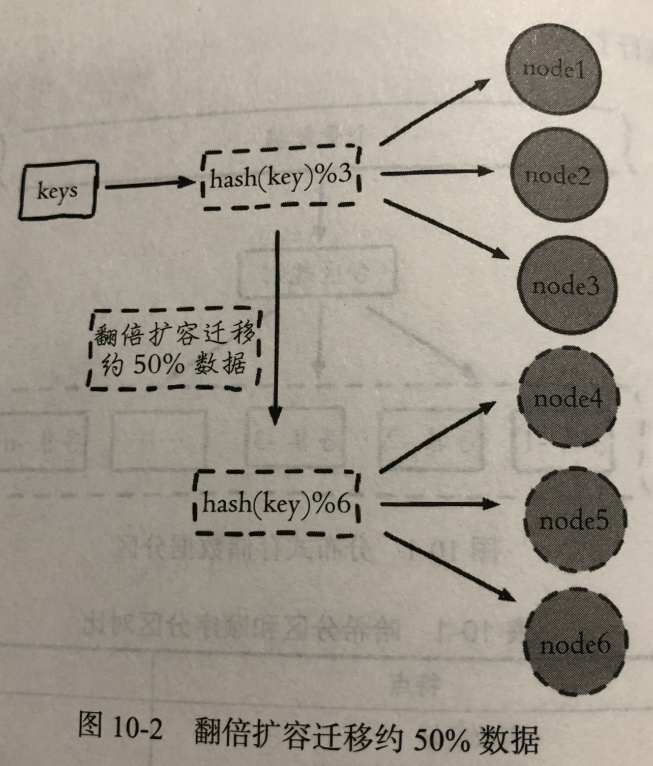 keys
hash(key)%3
node1
node2
node3
翻倍扩容迁移
约 50% 数据
hash(key)%6
node4
node5
node6
图 10-2 翻倍扩容迁移约 50% 数据